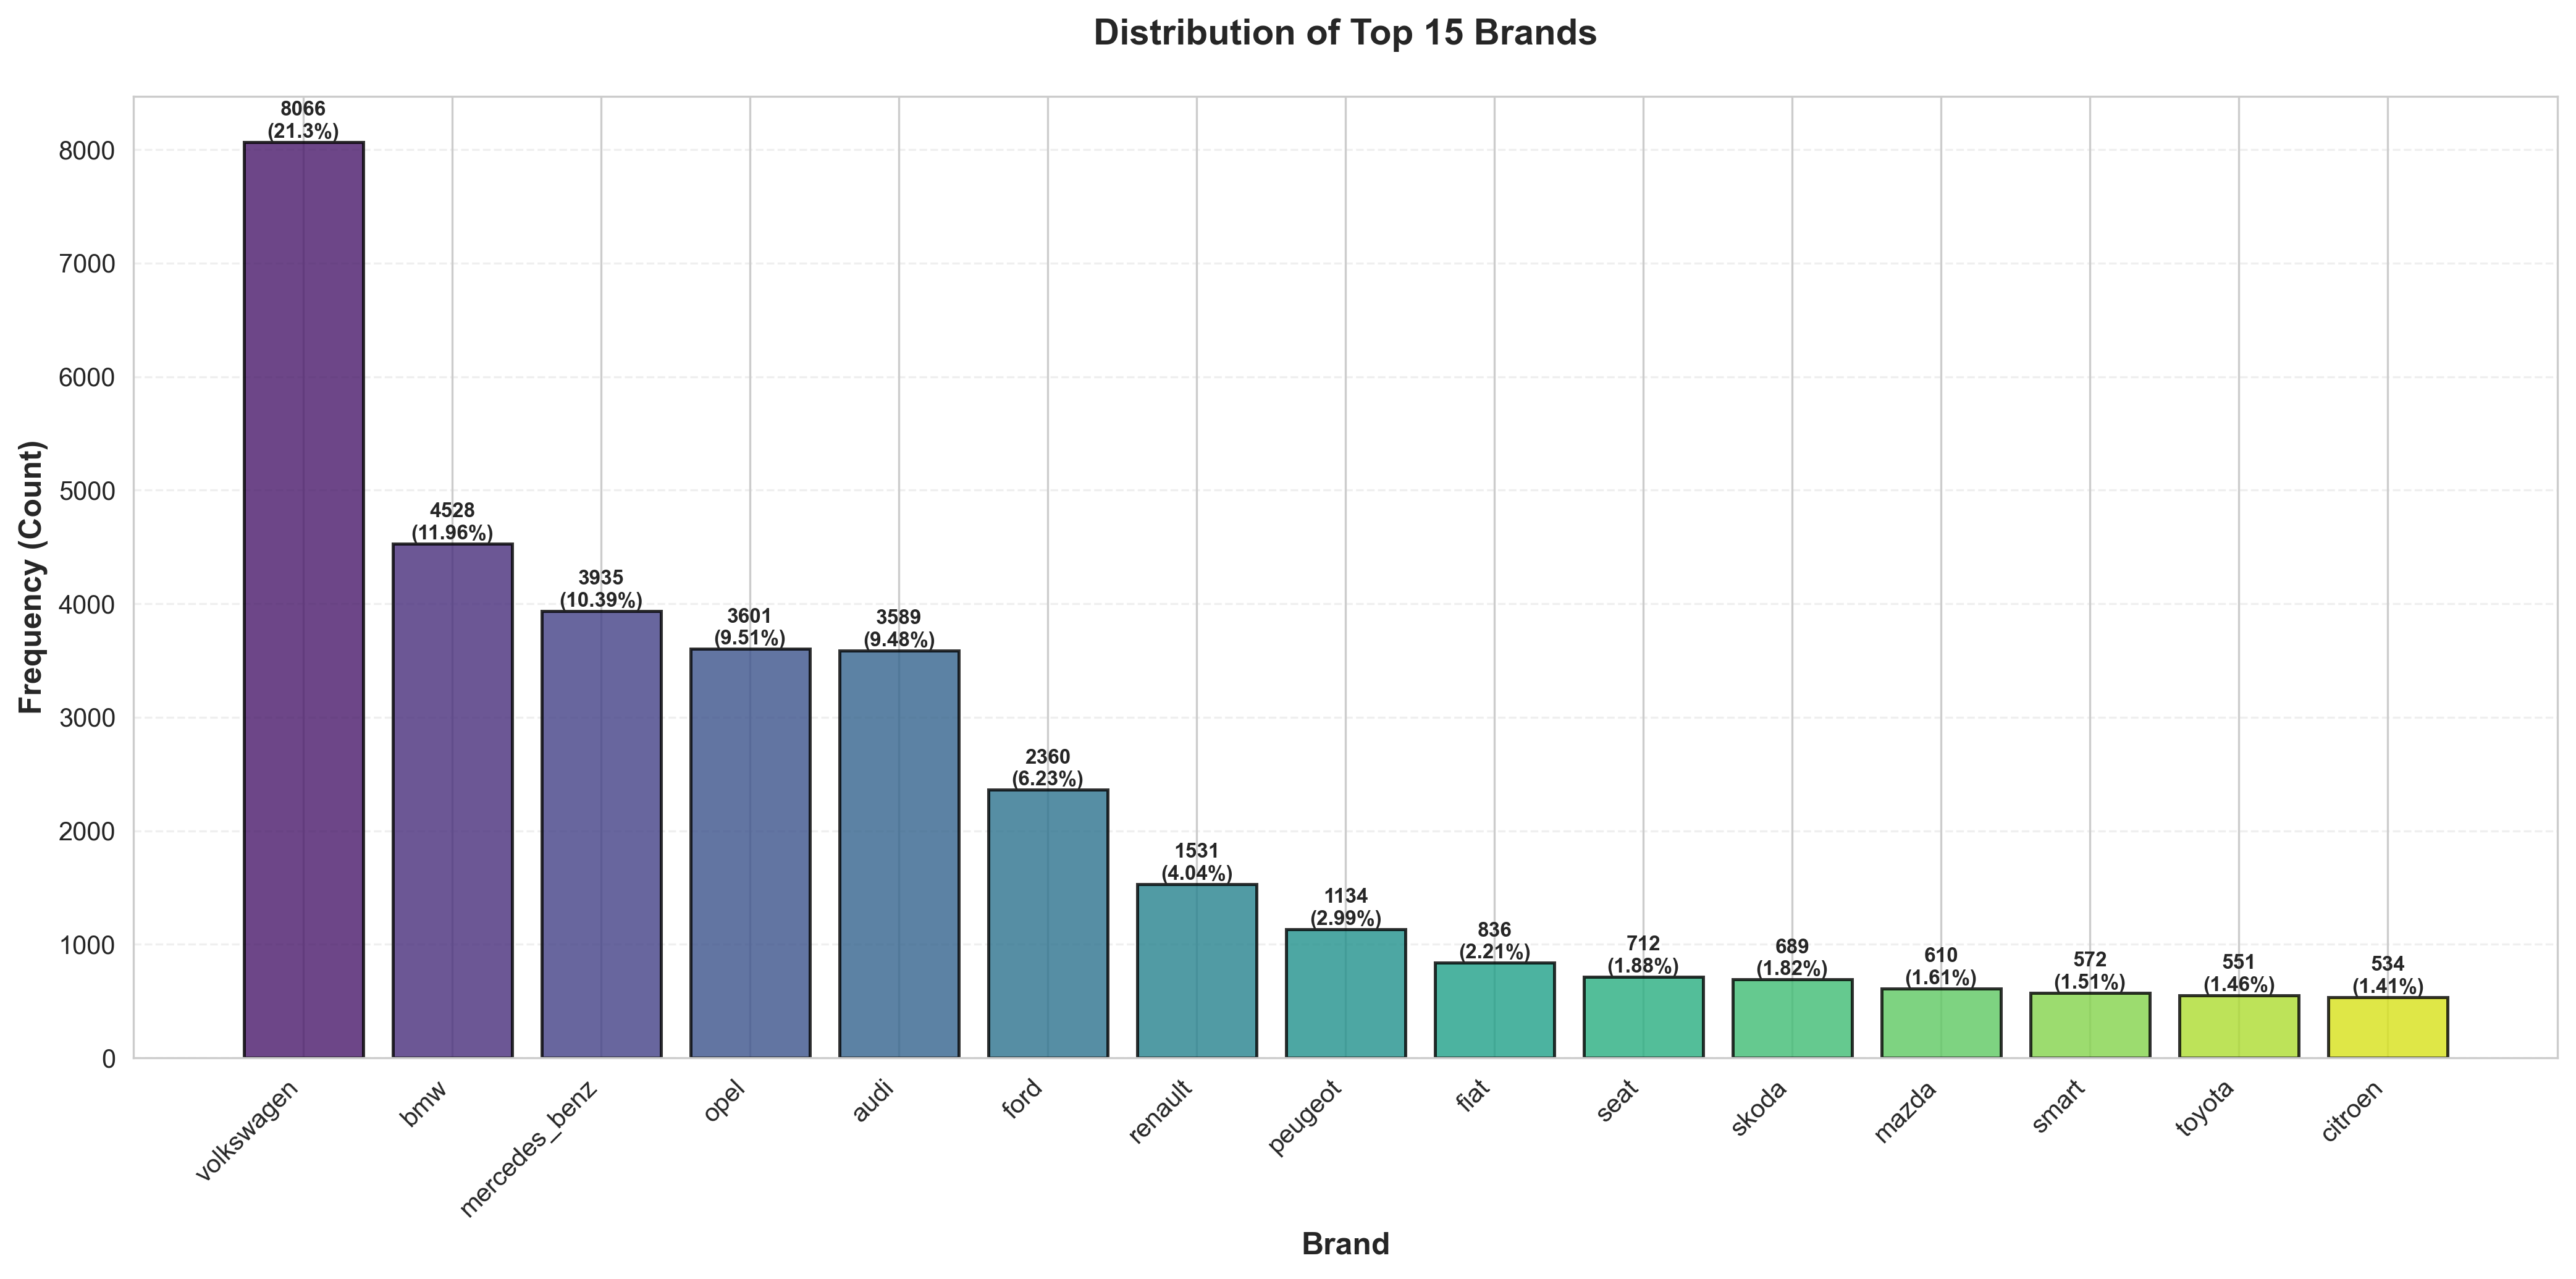 Distribution of Top 15 Brands
Frequency (Count)
8000
7000
6000
5000
4000
3000
2000
1000
0
8066
(21.3%)
4528
(11.96%)
3935
(10.39%)
3601
(9.51%)
3589
(9.48%)
2360
(6.23%)
1531
(4.04%)
1134
(2.99%)
836
(2.21%)
712
(1.88%)
689
(1.82%)
610
(1.61%)
572
(1.51%)
551
(1.46%)
534
(1.41%)
volkswagen
bmw
mercedes_benz
opel
audi
ford
renault
peugeot
fiat
seat
skoda
mazda
smart
toyota
citroen
Brand